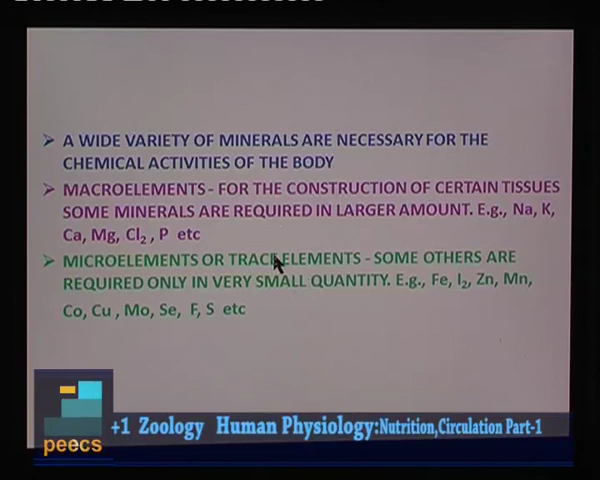 A WIDE VARIETY OF MINERALS ARE NECESSARY FOR THE
CHEMICAL ACTIVITIES OF THE BODY
MACROELEMENTS - FOR THE CONSTRUCTION OF CERTAIN TISSUES
SOME MINERALS ARE REQUIRED IN LARGER AMOUNT. E.g., Na, K,
Ca, Mg, Cl₂ , P etc
MICROELEMENTS OR TRACE ELEMENTS - SOME OTHERS ARE
REQUIRED ONLY IN VERY SMALL QUANTITY. E.g., Fe, I₂, Zn, Mn,
Co, Cu , Mo, Se, F, S etc
peecs
+1 Zoology Human Physiology:Nutrition,Circulation Part-1